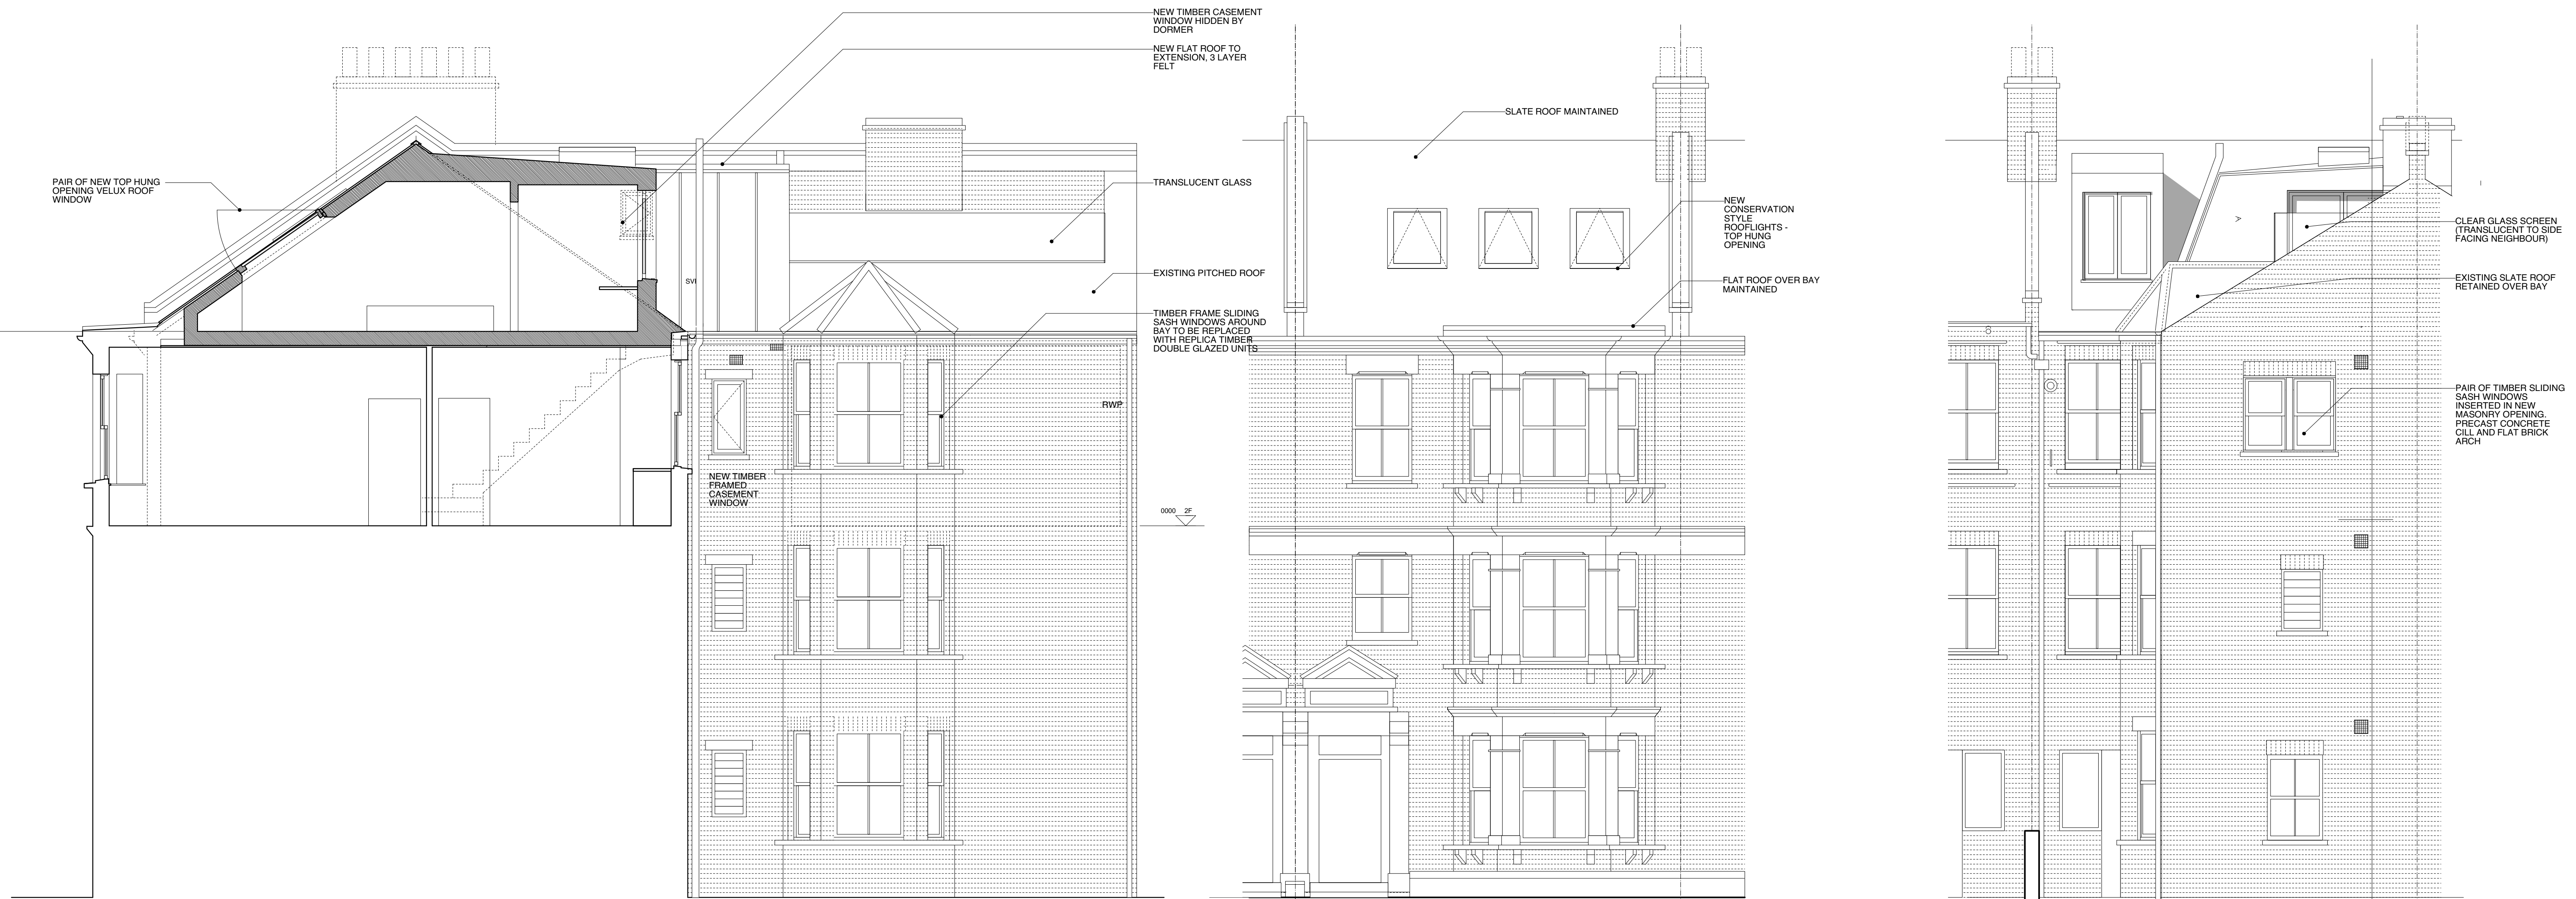 NEW TIMBER CASEMENT
WINDOW HIDDEN BY
DORMER
NEW FLAT ROOF TO
EXTENSION, 3 LAYER
FELT
PAIR OF NEW TOP HUNG
OPENING VELUX ROOF
WINDOW
TRANSLUCENT GLASS
SVP
EXISTING PITCHED ROOF
TIMBER FRAME SLIDING
SASH WINDOWS AROUND
BAY TO BE REPLACED
WITH REPLICA TIMBER
DOUBLE GLAZED UNITS
RWP
NEW TIMBER
FRAMED
CASEMENT
WINDOW
0000 2F
SLATE ROOF MAINTAINED
NEW
CONSERVATION
STYLE
ROOFLIGHTS -
TOP HUNG
OPENING
FLAT ROOF OVER BAY
MAINTAINED
A
CLEAR GLASS SCREEN
(TRANSLUCENT TO SIDE
FACING NEIGHBOUR)
EXISTING SLATE ROOF
RETAINED OVER BAY
PAIR OF TIMBER SLIDING
SASH WINDOWS
INSERTED IN NEW
MASONRY OPENING.
PRECAST CONCRETE
CILL AND FLAT BRICK
ARCH